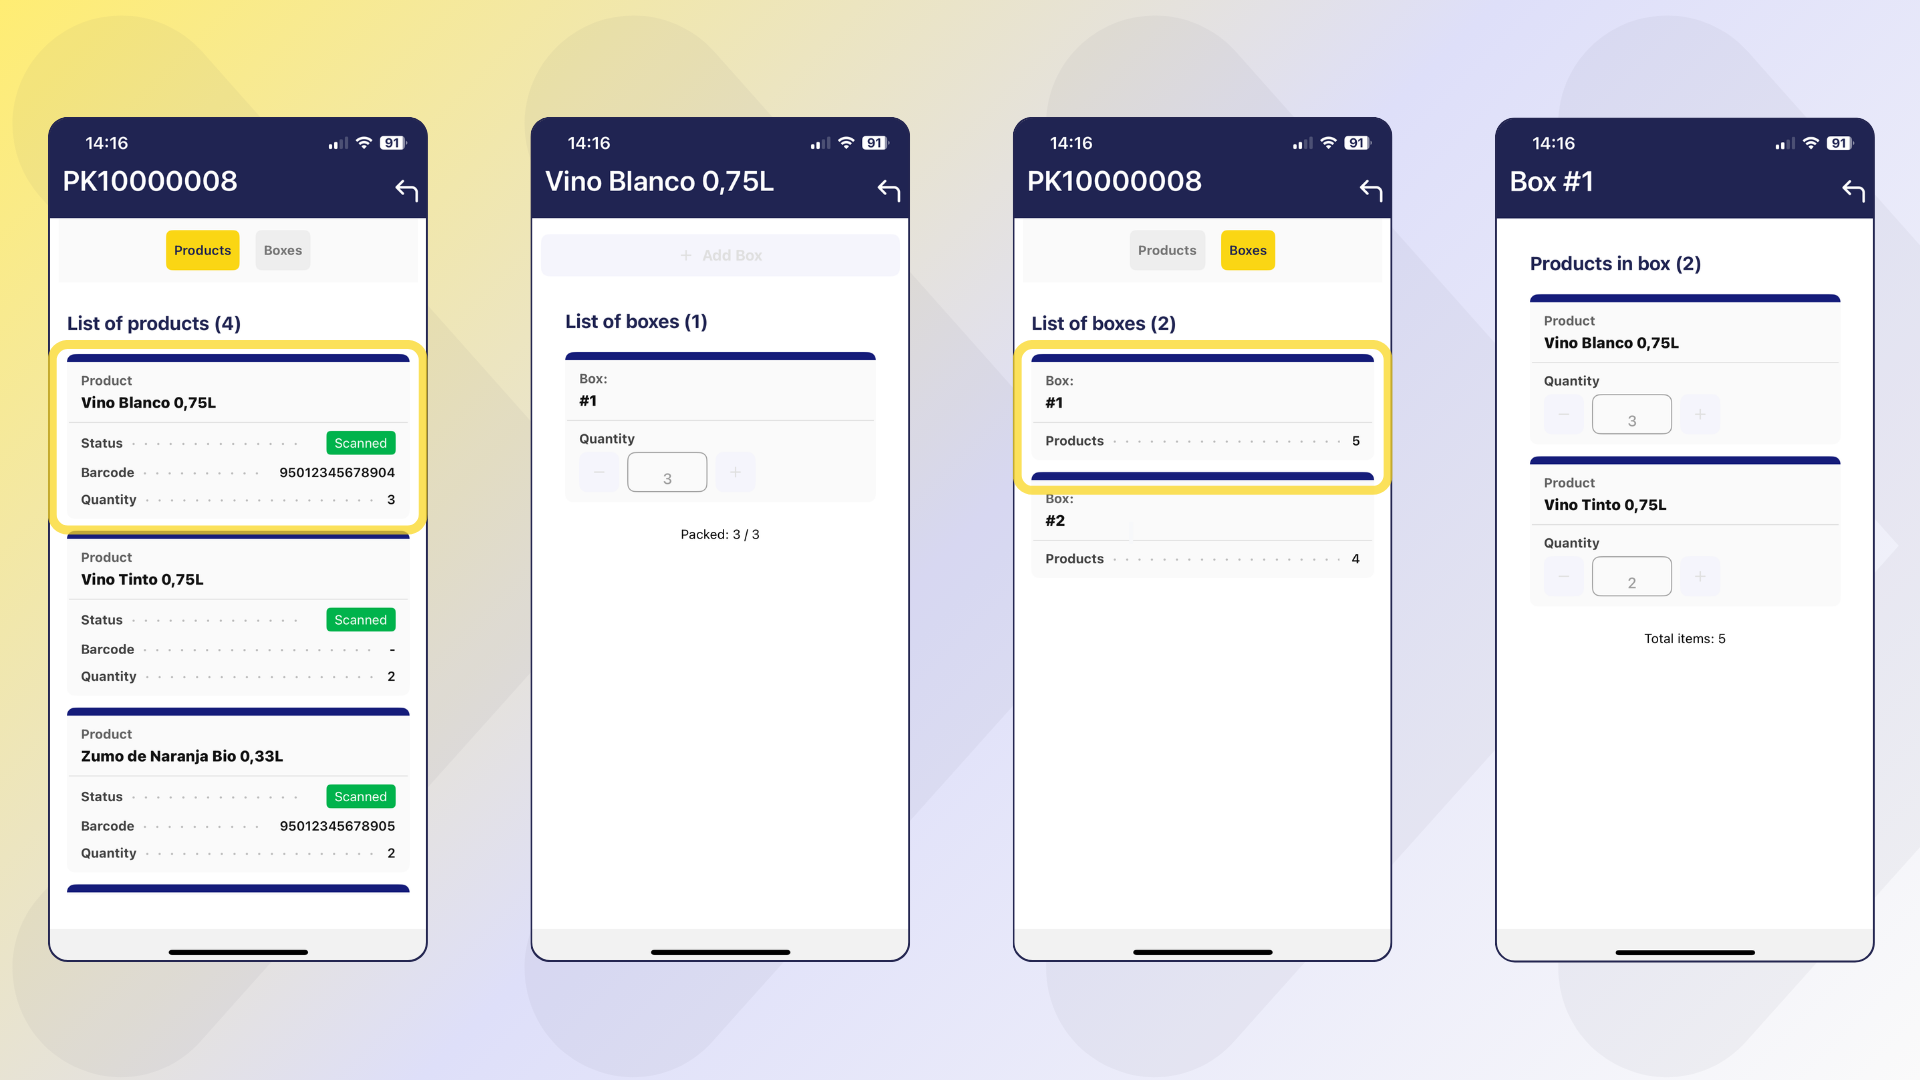 14:16
91
PK10000008
Products
Boxes
List of products (4)
Product
Vino Blanco 0,75L
Status Scanned
Barcode 95012345678904
Quantity 3
Product
Vino Tinto 0,75L
Status Scanned
Barcode -
Quantity 2
Product
Zumo de Naranja Bio 0,33L
Status Scanned
Barcode 95012345678905
Quantity 2
14:16
91
Vino Blanco 0,75L
+ Add Box
List of boxes (1)
Box:
#1
Quantity
− 3 +
Packed: 3 / 3
14:16
91
PK10000008
Products
Boxes
List of boxes (2)
Box:
#1
Products 5
Box:
#2
Products 4
14:16
91
Box #1
Products in box (2)
Product
Vino Blanco 0,75L
Quantity
− 3 +
Product
Vino Tinto 0,75L
Quantity
− 2 +
Total items: 5